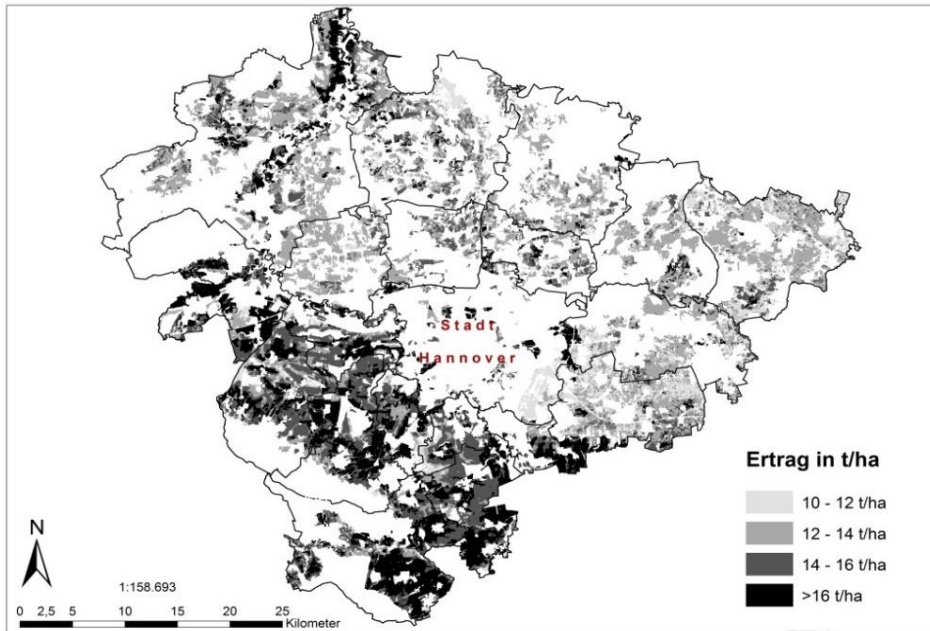 Stadt
Hannover
Ertrag in t/ha
10 - 12 t/ha
12 - 14 t/ha
14 - 16 t/ha
>16 t/ha
N
1:158.693
0 2,5 5 10 15 20 25
Kilometer